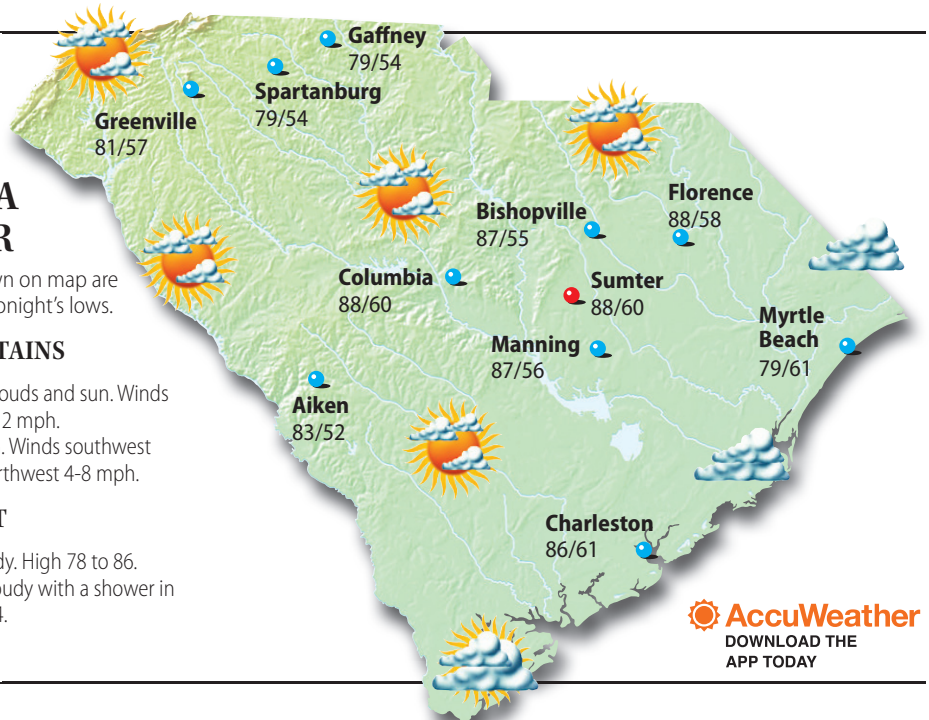 A
R
wn on map are
onight's lows.
TAINS
ouds and sun. Winds
2 mph.
. Winds southwest
rthwest 4-8 mph.
T
dy. High 78 to 86.
oudy with a shower in
4.
Gaffney
79/54
Spartanburg
79/54
Greenville
81/57
Bishopville
87/55
Florence
88/58
Columbia
88/60
Sumter
88/60
Manning
87/56
Myrtle
Beach
79/61
Aiken
83/52
Charleston
86/61
AccuWeather
DOWNLOAD THE
APP TODAY